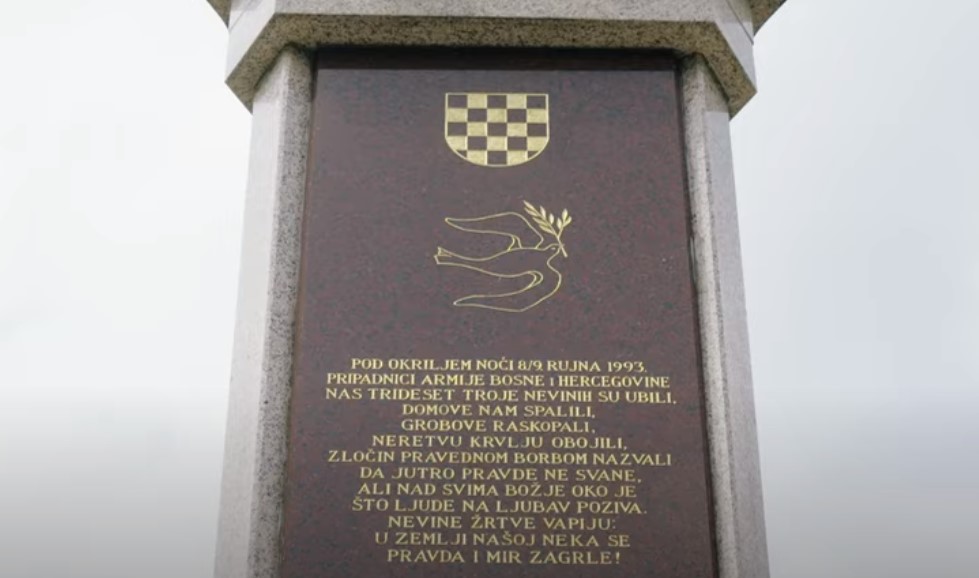 POD OKRILJEM NOĆI 8/9. RUJNA 1993.
PRIPADNICI ARMIJE BOSNE I HERCEGOVINE
NAS TRIDESET TROJE NEVINIH SU UBILI,
DOMOVE NAM SPALILI,
GROBOVE RASKOPALI,
NERETVU KRVLJU OBOJILI,
ZLOČIN PRAVEDNOM BORBOM NAZVALI
DA JUTRO PRAVDE NE SVANE,
ALI NAD SVIMA BOŽJE OKO JE
ŠTO LJUDE NA LJUBAV POZIVA.
NEVINE ŽRTVE VAPIJU:
U ZEMLJI NAŠOJ NEKA SE
PRAVDA I MIR ZAGRLE!